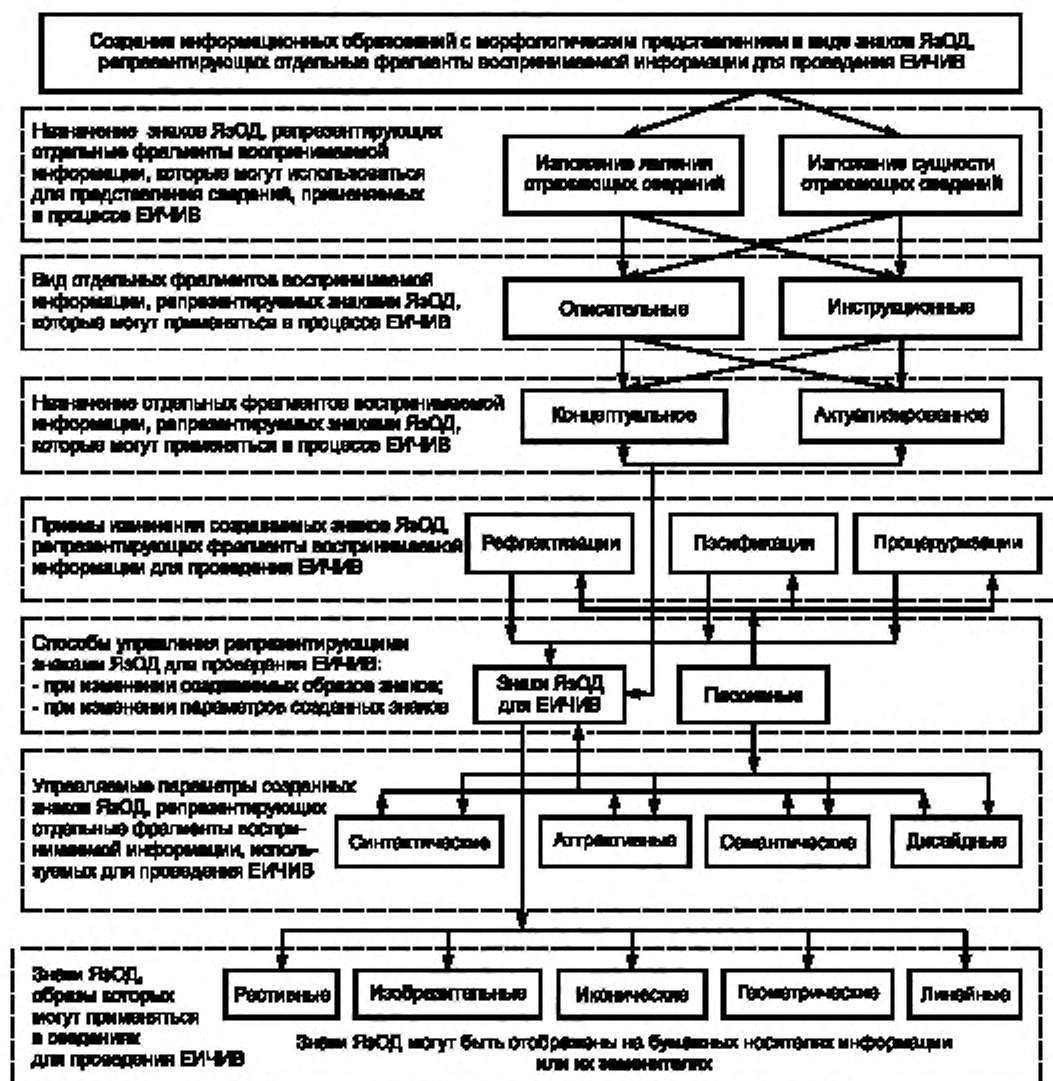 Создания информационных образований с морфологическим представлениям в виде знаков ЯзОД,
репрезентирующих отдельные фрагменты воспринимаемой информации для проведения ЕИЧИВ
Назначение знаков ЯзОД, репрезентирующих
отдельные фрагменты воспринимаемой
информации, которые могут использоваться
для представления сведений, применяемых
в процессе ЕИЧИВ
Изложение явления
отражающих сведений
Изложение сущности
отражающих сведений
Вид отдельных фрагментов воспринимаемой
информации, репрезентируемых знаками ЯзОД,
которые могут применяться в процессе ЕИЧИВ
Описательные
Инструкционные
Назначение отдельных фрагментов воспринимаемой
информации, репрезентируемых знаками ЯзОД,
которые могут применяться в процессе ЕИЧИВ
Концептуальное
Актуализированное
Приемы изменения создаваемых знаков ЯзОД,
репрезентирующих фрагменты воспринимаемой
информации для проведения ЕИЧИВ
Рефлектизации
Процедуризации
Способы управления репрезентирующими
знаками ЯзОД для проведения ЕИЧИВ:
- при изменении создаваемых образов знаков;
- при изменении параметров созданных знаков
Знаки ЯзОД
для ЕИЧИВ
Пассивные
Управляемые параметры созданных
знаков ЯзОД, репрезентирующих
отдельные фрагменты воспри-
нимаемой информации, исполь-
зуемых для проведения ЕИЧИВ
Синтактические
Аттрактивные
Семантические
Дисайдные
Знаки ЯзОД,
образы которых
могут применяться
в сведениях
для проведения ЕИЧИВ
Изобразительные
Иконические
Геометрические
Линейные
Знаки ЯзОД могут быть отображены на бумажных носителях информации
или их заменителях